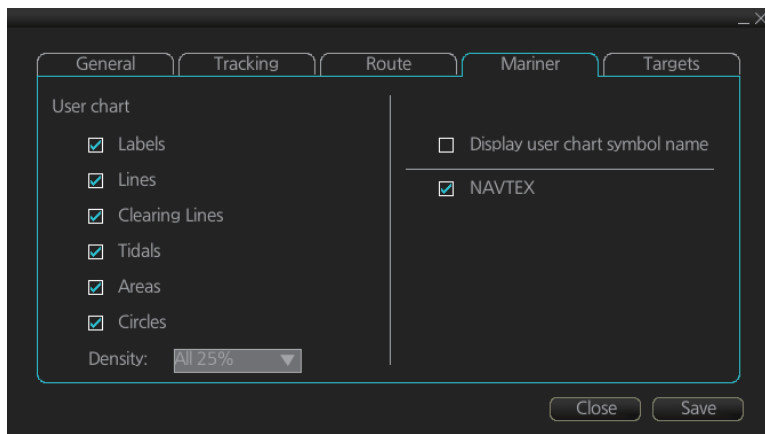 General Tracking Route Mariner Targets
User chart
Labels
Lines
Clearing Lines
Tidals
Areas
Circles
Density: All 25%
Display user chart symbol name
NAVTEX
Close Save